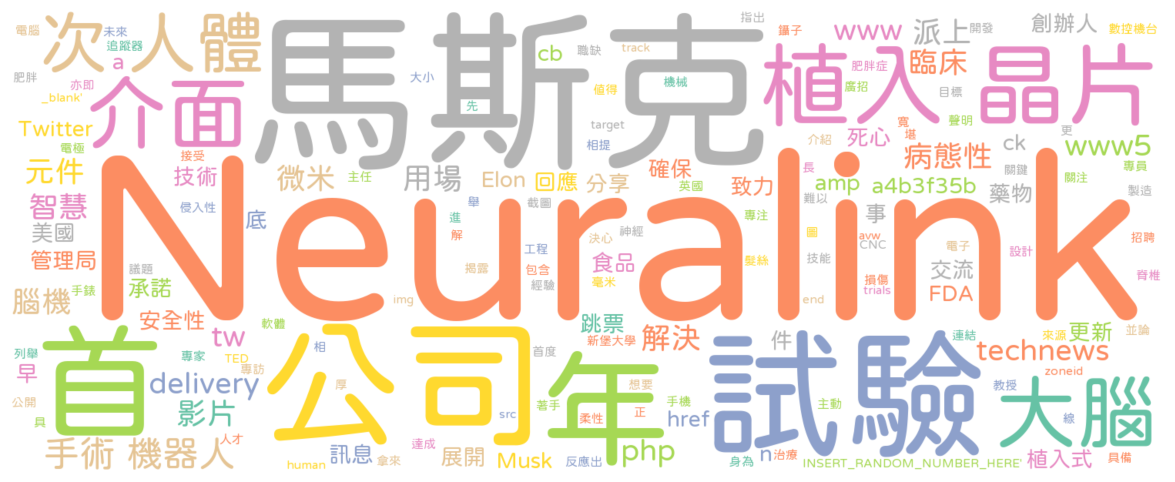 電腦
未來
追蹤器
次人體
馬斯克
指出
鑷子
www
派上
開發
創辦人
數控機台
肥胖
亦即
_blank'
a
介面
cb
職缺
track
大小
先
值得
機械
target
相提
植入晶片
肥胖症
臨床
廣招
目標
聲明
寬
堪
更
Twitter
電極
元件
接受
技術
微米
主任
用場
Elon
回應
分享
確保
英國
致力
介紹
死心
病態性
ck
www5
關鍵
關注
專員
長
amp
a4b3f35b
藥物
製造
難以
智慧
侵入性
底
舉
進
解
截圖
決心
神經
專注
圖
事
avw
CNC
電子
設計
招聘
美國
管理局
議題
承諾
手錶
Neuralink
工程
包含
揭露
經驗
食品
毫米
髮絲
技能
損傷
trials
交流
FDA
脊椎
腦機
安全性
tw
軟體
img
首度
跳票
新堡大學
解決
end
件
連結
來源
更新
並論
列舉
早
專家
TED
專訪
相
technews
zoneid
公開
具
首
delivery
影片
公司
厚
src
年
想要
著手
手機
柔性
正
href
主動
試驗
教授
線
大腦
手術
機器人
人才
human
訊息
拿來
達成
展開
Musk
反應出
php
身為
n
治療
INSERT_RANDOM_NUMBER_HERE'
植入式
具備